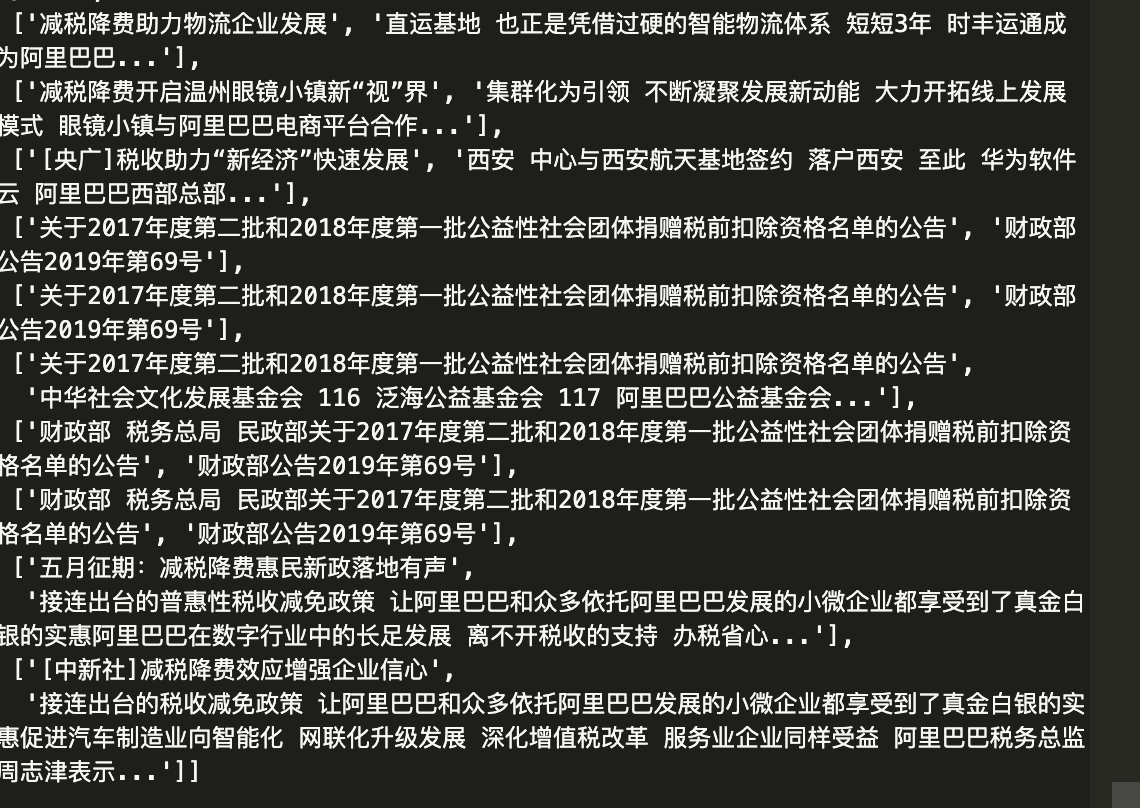 ['减税降费助力物流企业发展', '直运基地 也正是凭借过硬的智能物流体系 短短3年 时丰运通成
为阿里巴巴...'],
['减税降费开启温州眼镜小镇新“视”界', '集群化为引领 不断凝聚发展新动能 大力开拓线上发展
模式 眼镜小镇与阿里巴巴电商平台合作...'],
['[央广]税收助力“新经济”快速发展', '西安 中心与西安航天基地签约 落户西安 至此 华为软件
云 阿里巴巴西部总部...'],
['关于2017年度第二批和2018年度第一批公益性社会团体捐赠税前扣除资格名单的公告', '财政部
公告2019年第69号'],
['关于2017年度第二批和2018年度第一批公益性社会团体捐赠税前扣除资格名单的公告', '财政部
公告2019年第69号'],
['关于2017年度第二批和2018年度第一批公益性社会团体捐赠税前扣除资格名单的公告',
'中华社会文化发展基金会 116 泛海公益基金会 117 阿里巴巴公益基金会...'],
['财政部 税务总局 民政部关于2017年度第二批和2018年度第一批公益性社会团体捐赠税前扣除资
格名单的公告', '财政部公告2019年第69号'],
['财政部 税务总局 民政部关于2017年度第二批和2018年度第一批公益性社会团体捐赠税前扣除资
格名单的公告', '财政部公告2019年第69号'],
['五月征期：减税降费惠民新政落地有声',
'接连出台的普惠性税收减免政策 让阿里巴巴和众多依托阿里巴巴发展的小微企业都享受到了真金白
银的实惠阿里巴巴在数字行业中的长足发展 离不开税收的支持 办税省心...'],
['[中新社]减税降费效应增强企业信心',
'接连出台的税收减免政策 让阿里巴巴和众多依托阿里巴巴发展的小微企业都享受到了真金白银的实
惠促进汽车制造业向智能化 网联化升级发展 深化增值税改革 服务业企业同样受益 阿里巴巴税务总监
周志津表示...']]